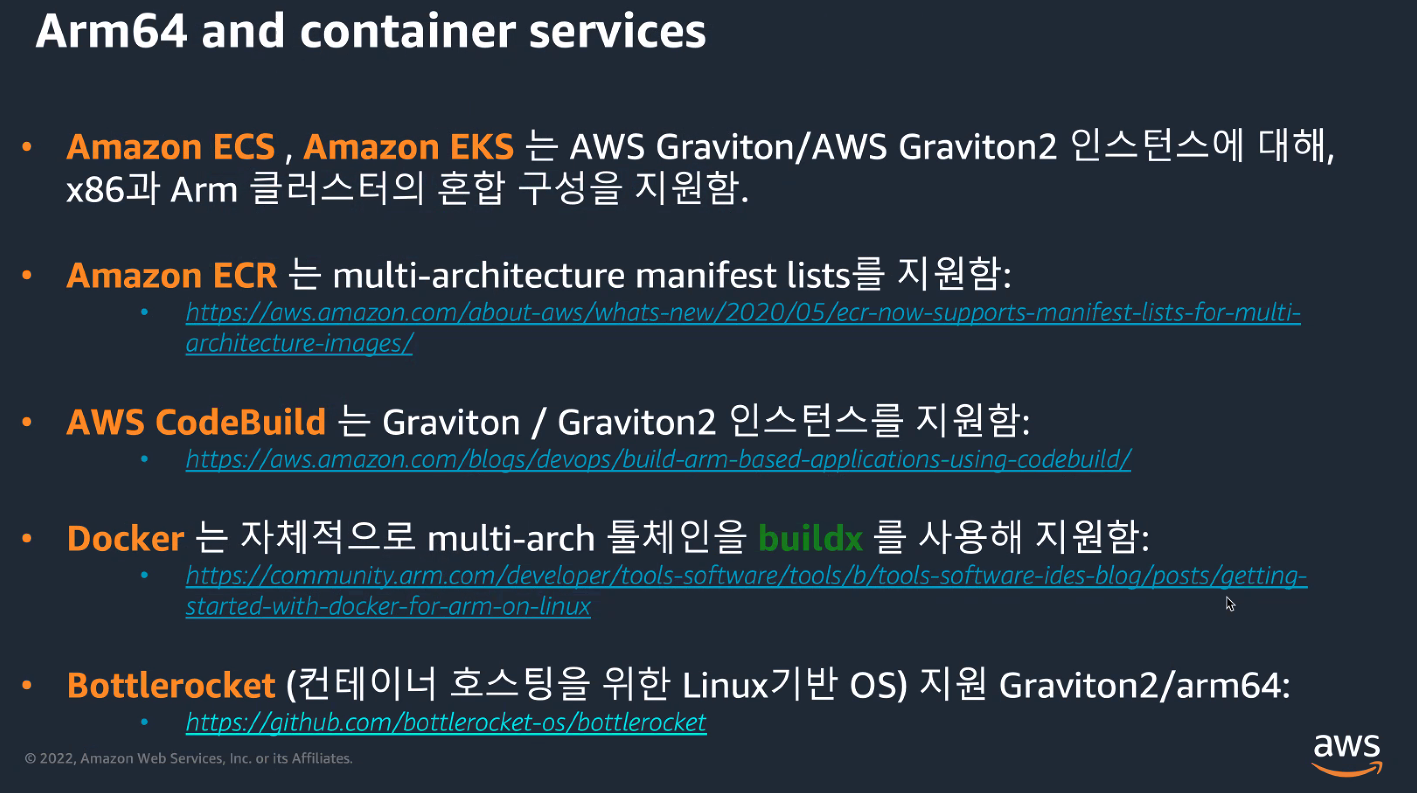 Arm64 and container services
• Amazon ECS , Amazon EKS 는 AWS Graviton/AWS Graviton2 인스턴스에 대해,
x86과 Arm 클러스터의 혼합 구성을 지원함.
• Amazon ECR 는 multi-architecture manifest lists를 지원함:
• https://aws.amazon.com/about-aws/whats-new/2020/05/ecr-now-supports-manifest-lists-for-multi-
architecture-images/
• AWS CodeBuild 는 Graviton / Graviton2 인스턴스를 지원함:
• https://aws.amazon.com/blogs/devops/build-arm-based-applications-using-codebuild/
• Docker 는 자체적으로 multi-arch 툴체인을 buildx 를 사용해 지원함:
• https://community.arm.com/developer/tools-software/tools/b/tools-software-ides-blog/posts/getting-
started-with-docker-for-arm-on-linux
• Bottlerocket (컨테이너 호스팅을 위한 Linux기반 OS) 지원 Graviton2/arm64:
• https://github.com/bottlerocket-os/bottlerocket
© 2022, Amazon Web Services, Inc. or its Affiliates.
aws